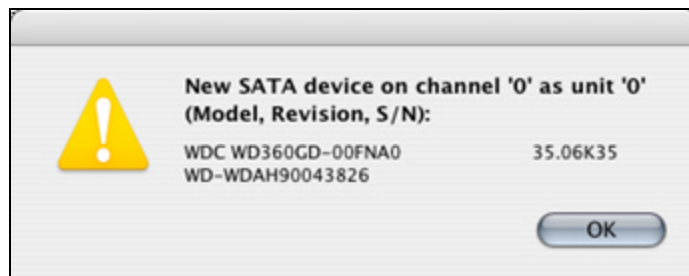 New SATA device on channel '0' as unit '0'
(Model, Revision, S/N):
WDC WD360GD-00FNA0 35.06K35
WD-WDAH90043826
OK